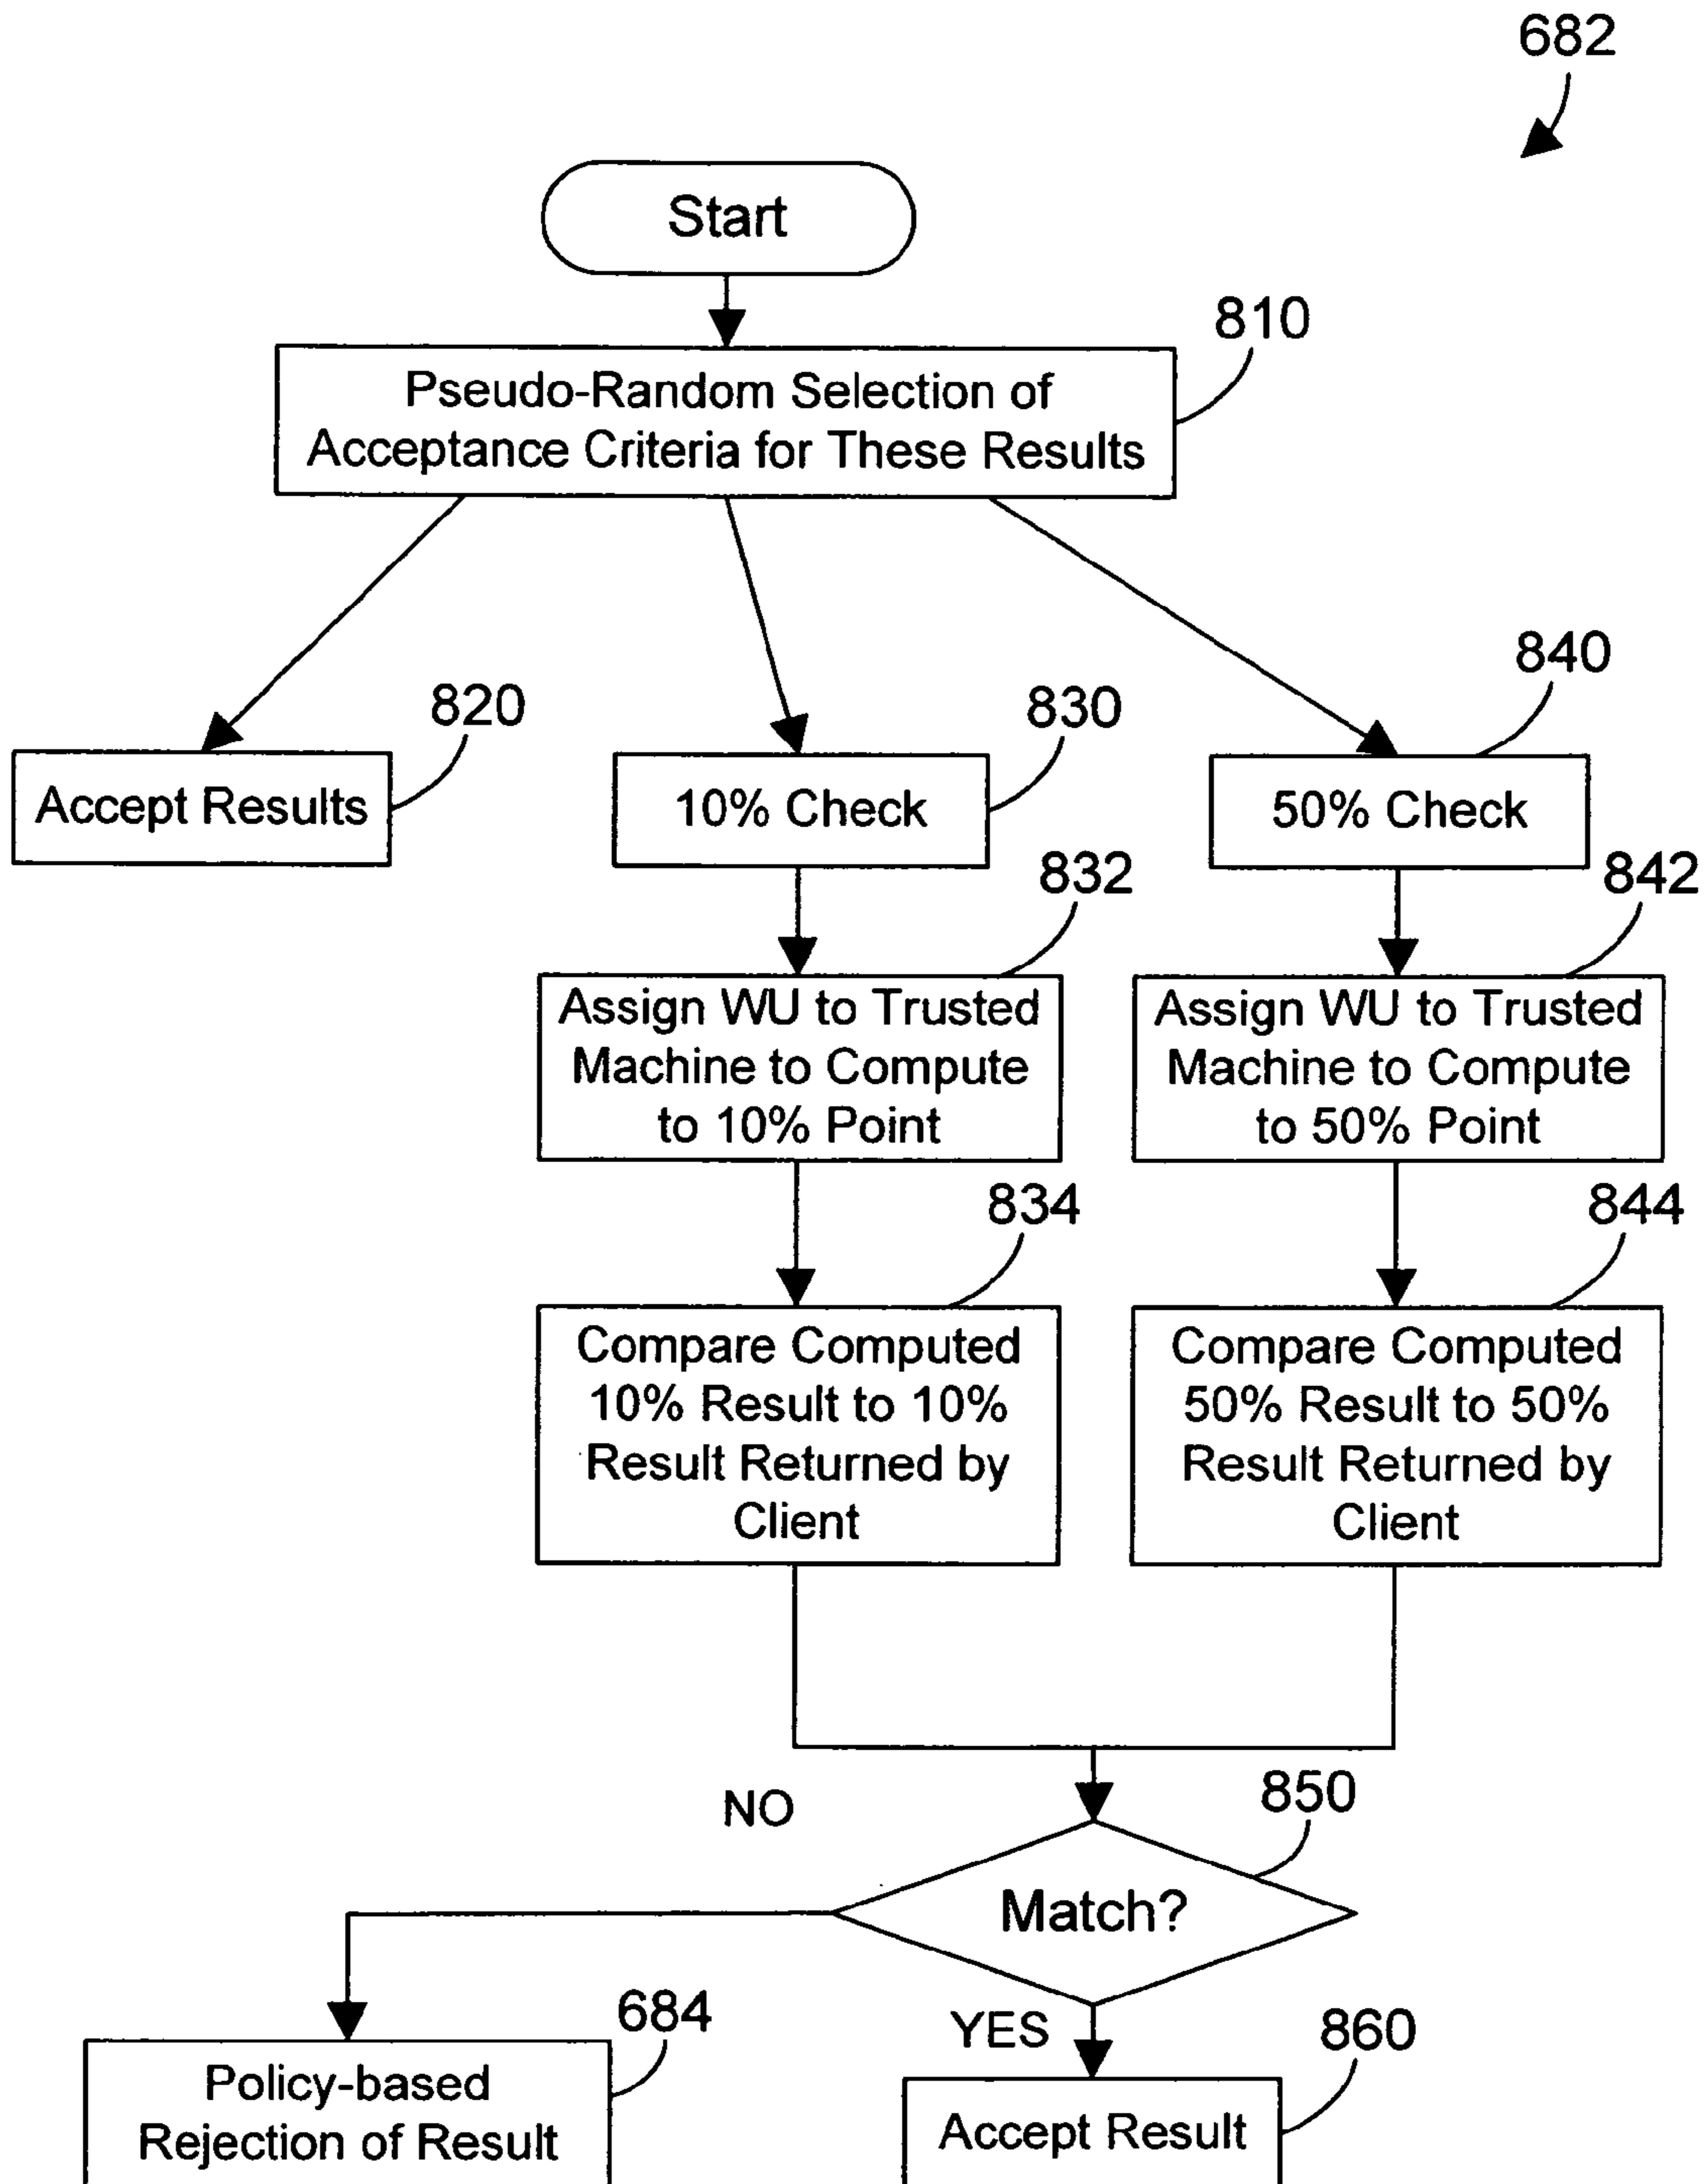 682
Start
810
Pseudo-Random Selection of
Acceptance Criteria for These Results
840
820
830
Accept Results
10% Check
50% Check
832
842
Assign WU to Trusted
Machine to Compute
to 10% Point
Assign WU to Trusted
Machine to Compute
to 50% Point
834
844
Compare Computed
10% Result to 10%
Result Returned by
Client
Compare Computed
50% Result to 50%
Result Returned by
Client
NO
850
Match?
684
YES
860
Policy-based
Rejection of Result
Accept Result